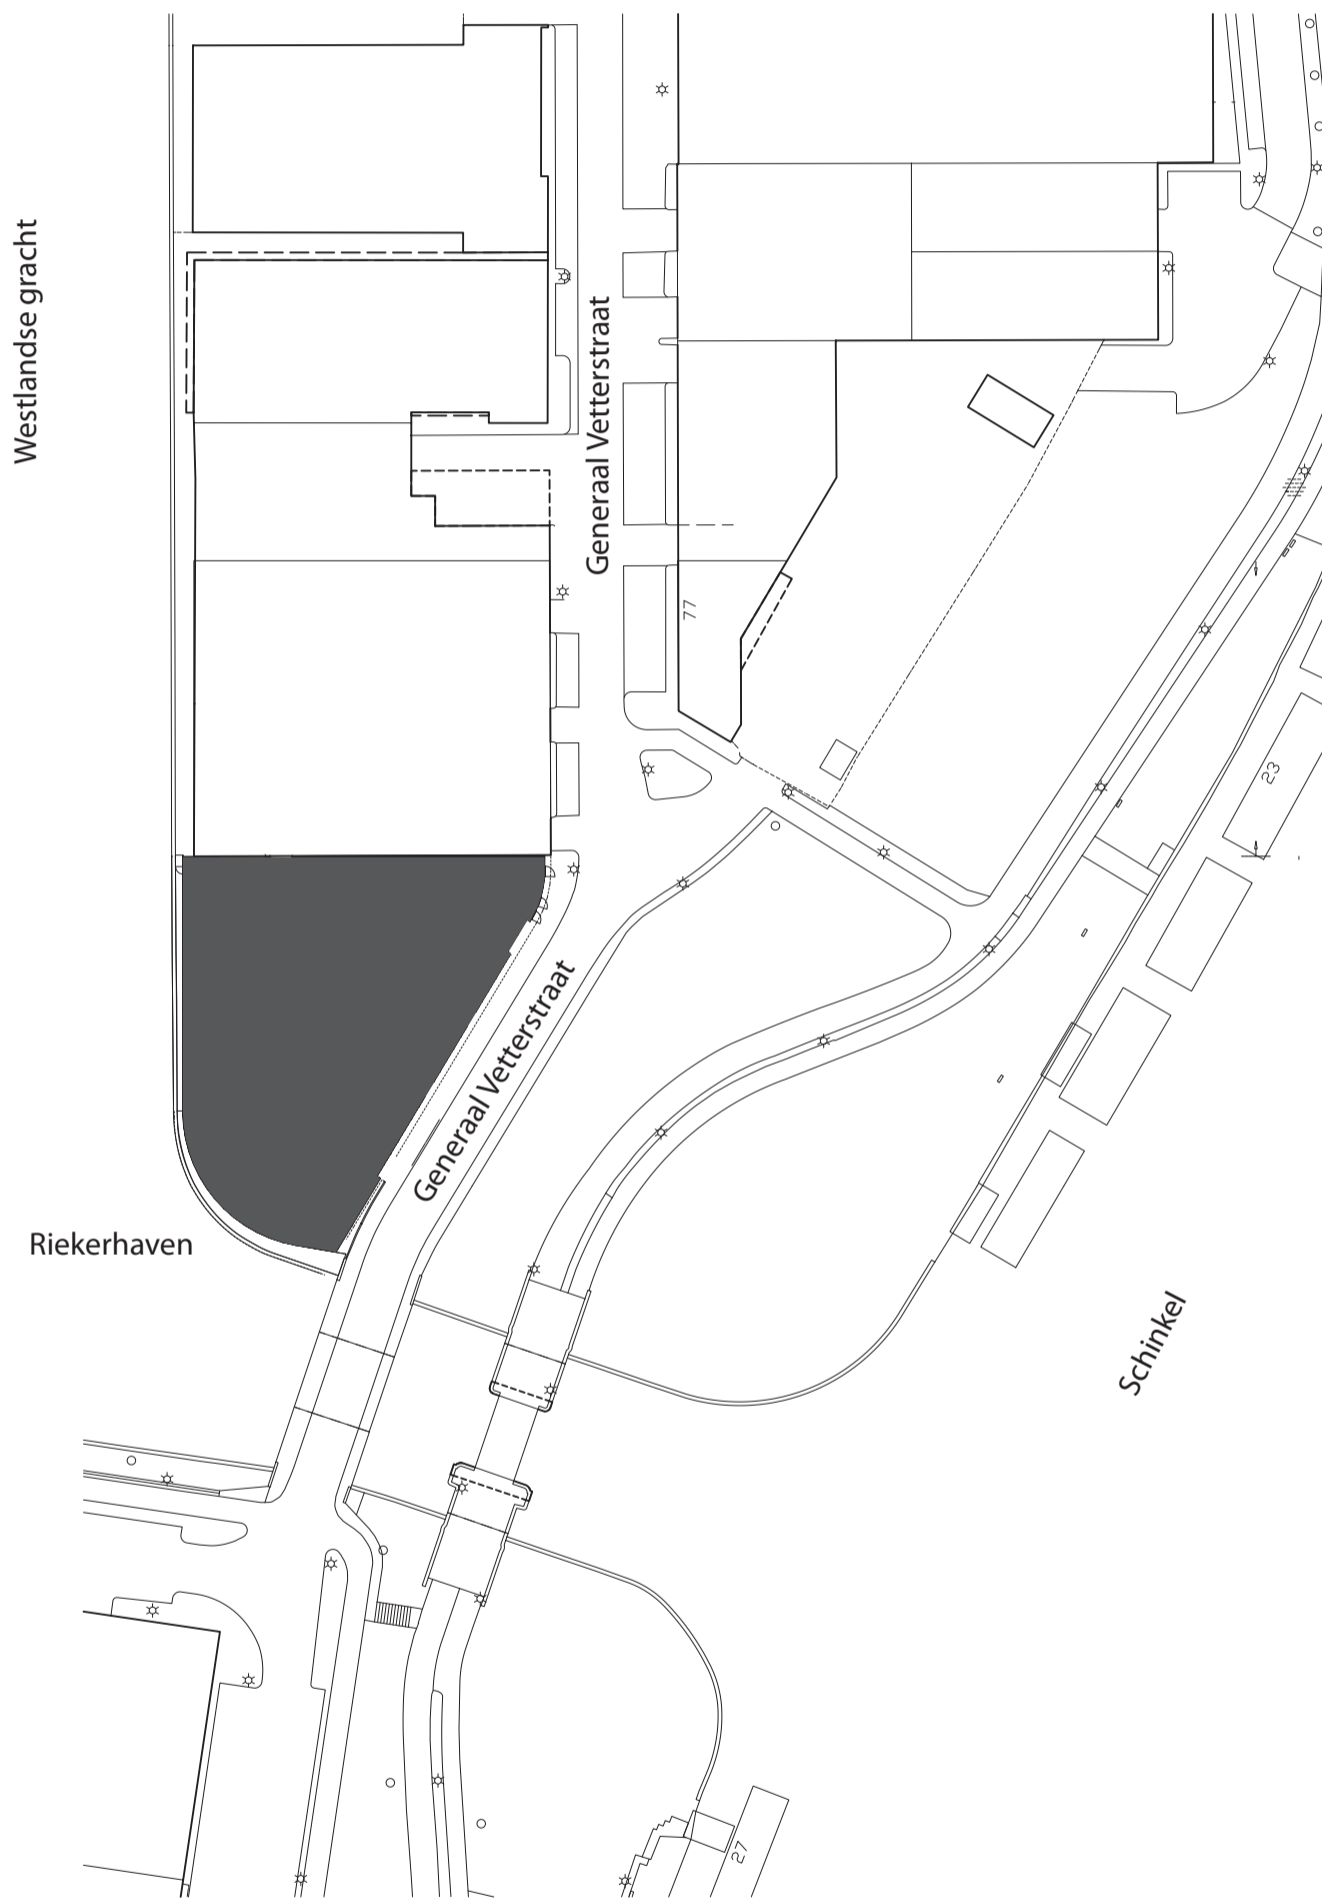 Westlandse gracht
Generaal Vetterstraat
77
23
Generaal Vetterstraat
Riekerhaven
Schinkel
27